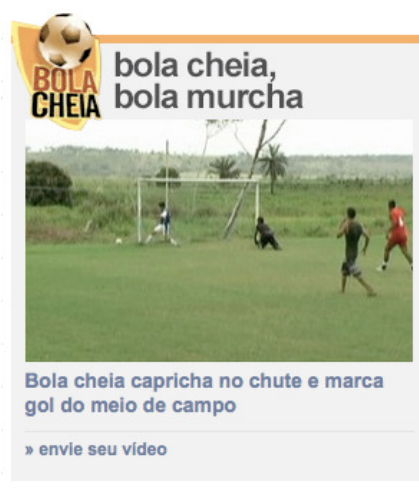 BOLA
CHEIA
bola cheia,
bola murcha
Bola cheia capricha no chute e marca
gol do meio de campo
» envie seu vídeo